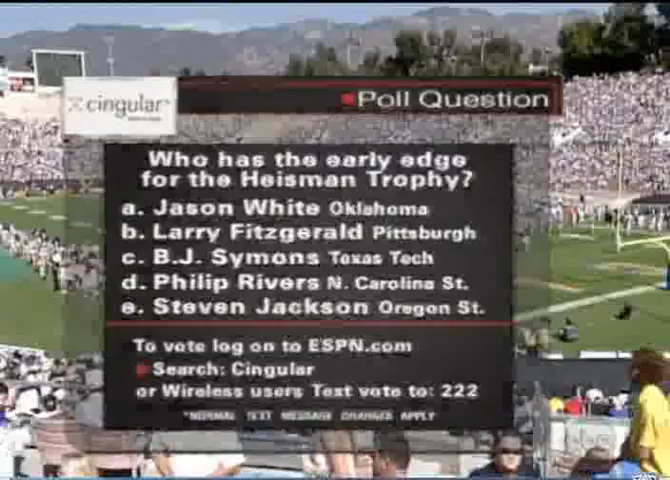 cingular
Poll Question
Who has the early edge
for the Heisman Trophy?
a. Jason White Oklahoma
b. Larry Fitzgerald Pittsburgh
c. B.J. Symons Texas Tech
d. Philip Rivers N. Carolina St.
e. Steven Jackson Oregon St.
To vote log on to ESPN.com
Search: Cingular
or Wireless users Text vote to: 222
*NORMAL TEXT MESSAGE CHARGES APPLY